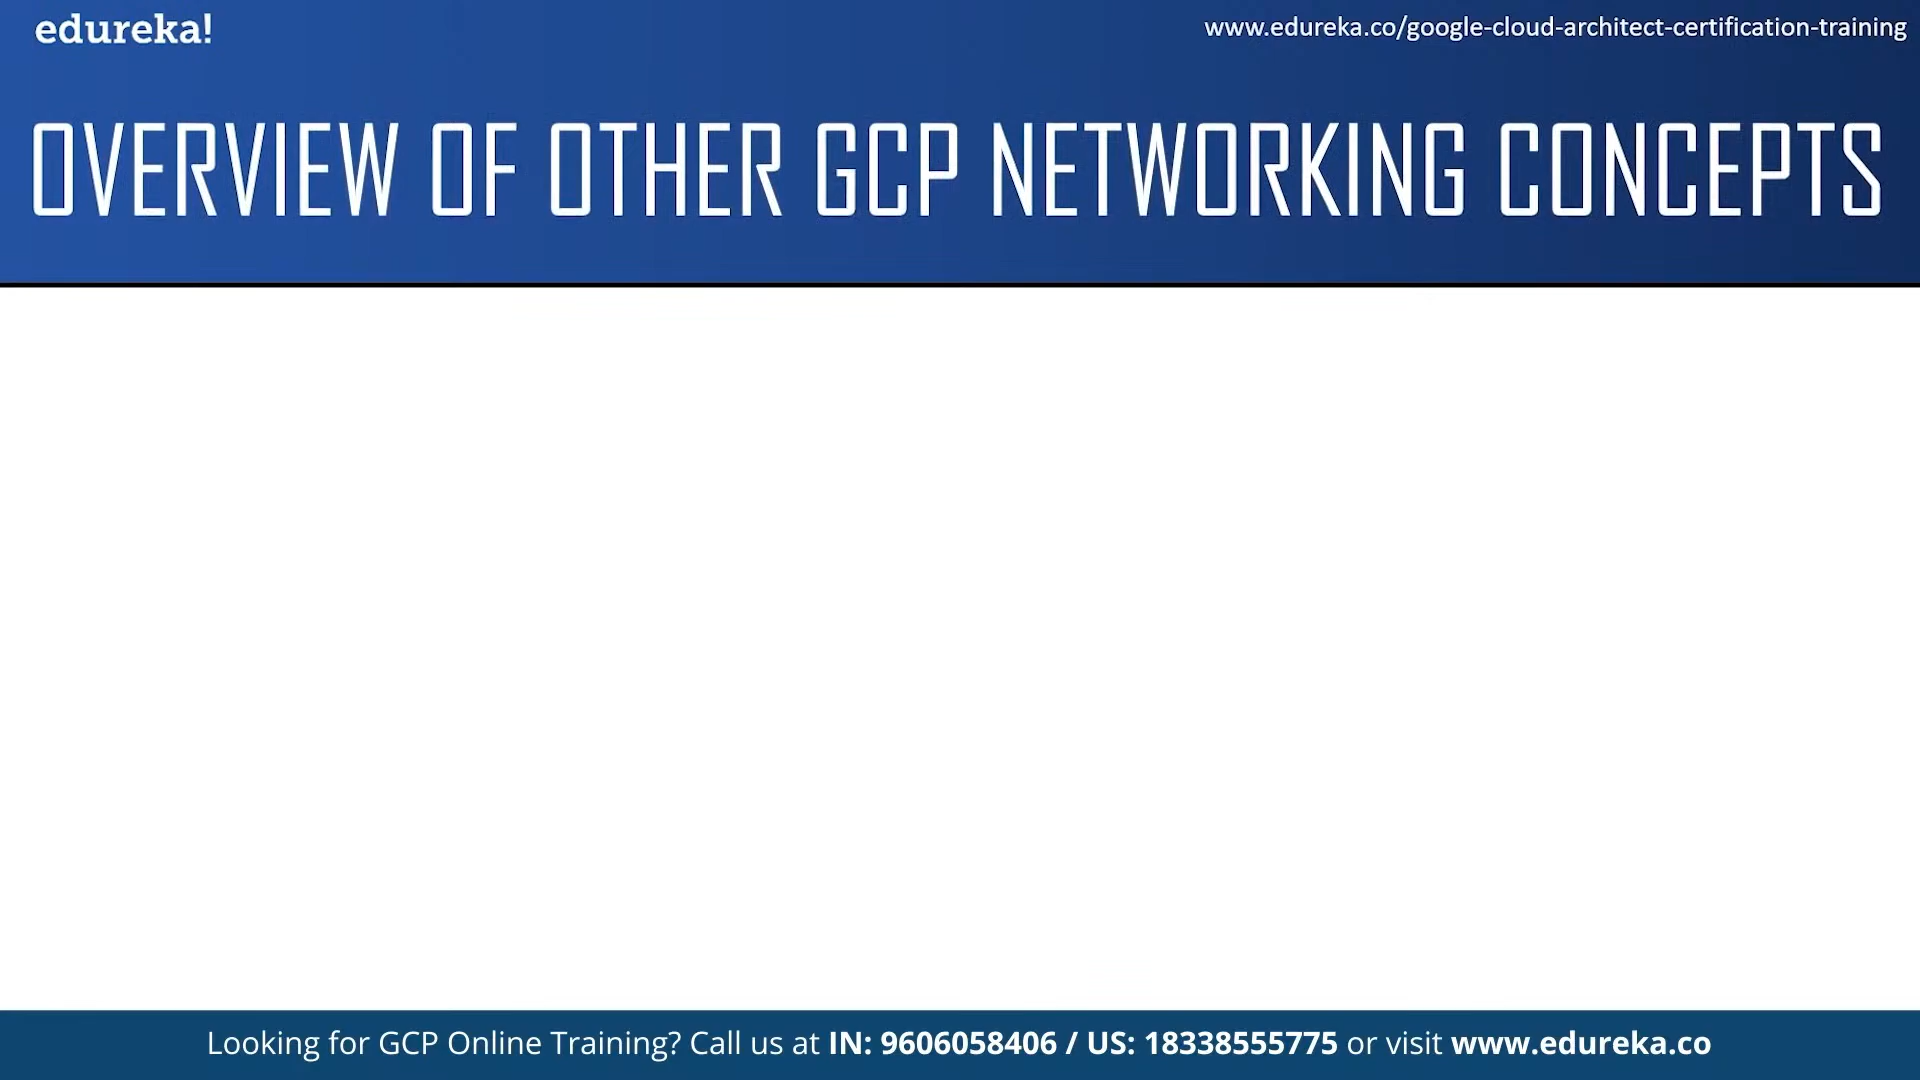 edureka!
www.edureka.co/google-cloud-architect-certification-training
OVERVIEW OF OTHER GCP NETWORKING CONCEPTS
Looking for GCP Online Training? Call us at IN: 9606058406 / US: 18338555775 or visit www.edureka.co